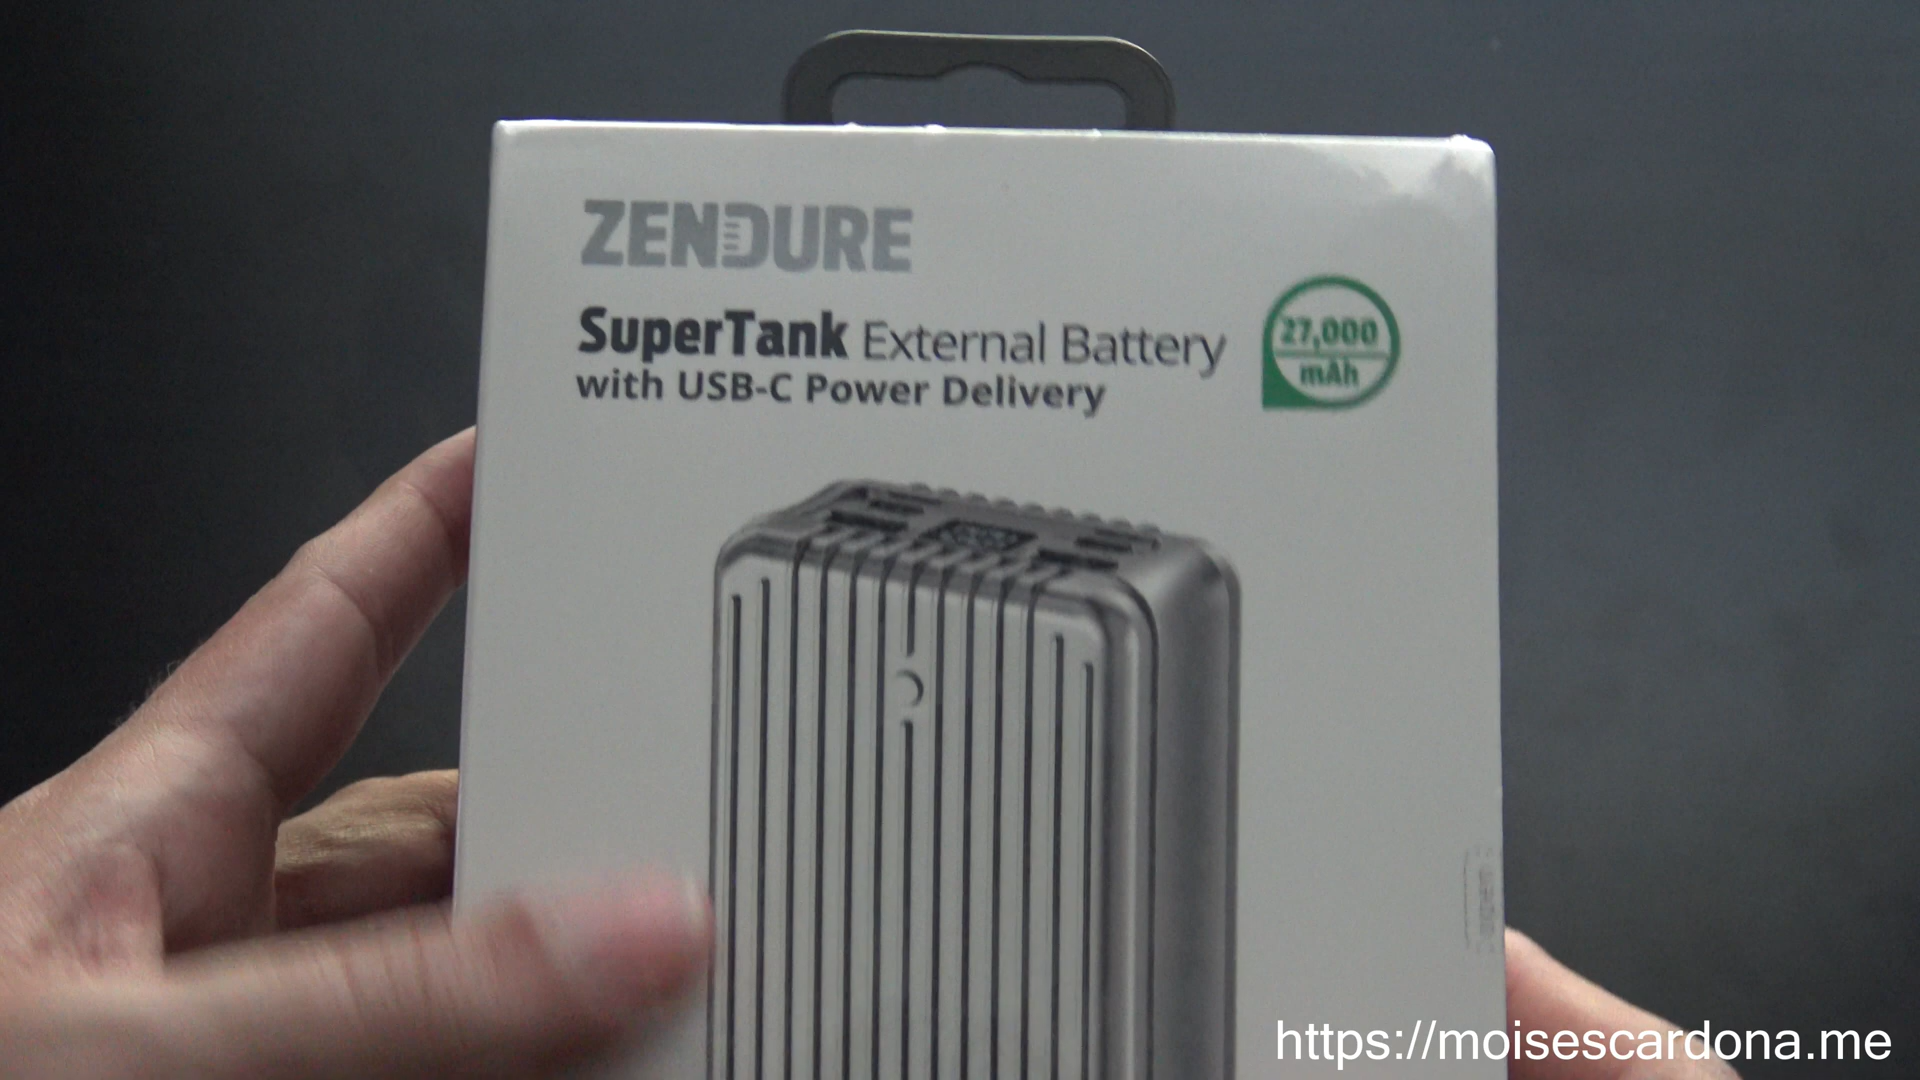 ZENDURE
SuperTank External Battery
with USB-C Power Delivery
27,000
mAh
https://moisescardona.me